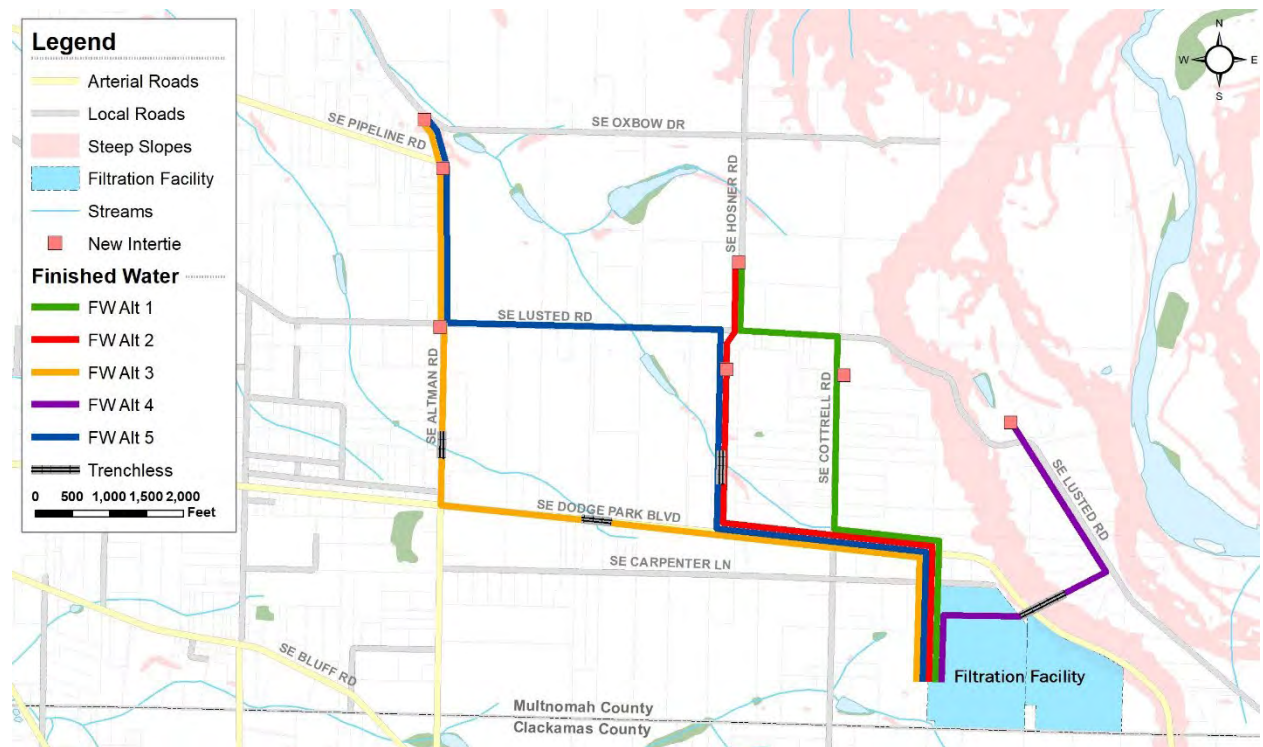 Legend
Arterial Roads
Local Roads
Steep Slopes
Filtration Facility
Streams
New Intertie
Finished Water
FW Alt 1
FW Alt 2
FW Alt 3
FW Alt 4
FW Alt 5
Trenchless
0 500 1,000 1,500 2,000
Feet
N
W E
S
SE PIPELINE RD
SE OXBOW DR
SE HOSNER RD
SE LUSTED RD
SE ALTMAN RD
SE COTTRELL RD
SE LUSTED RD
SE DODGE PARK BLVD
SE CARPENTER LN
SE BLUFF RD
Filtration Facility
Multnomah County
Clackamas County